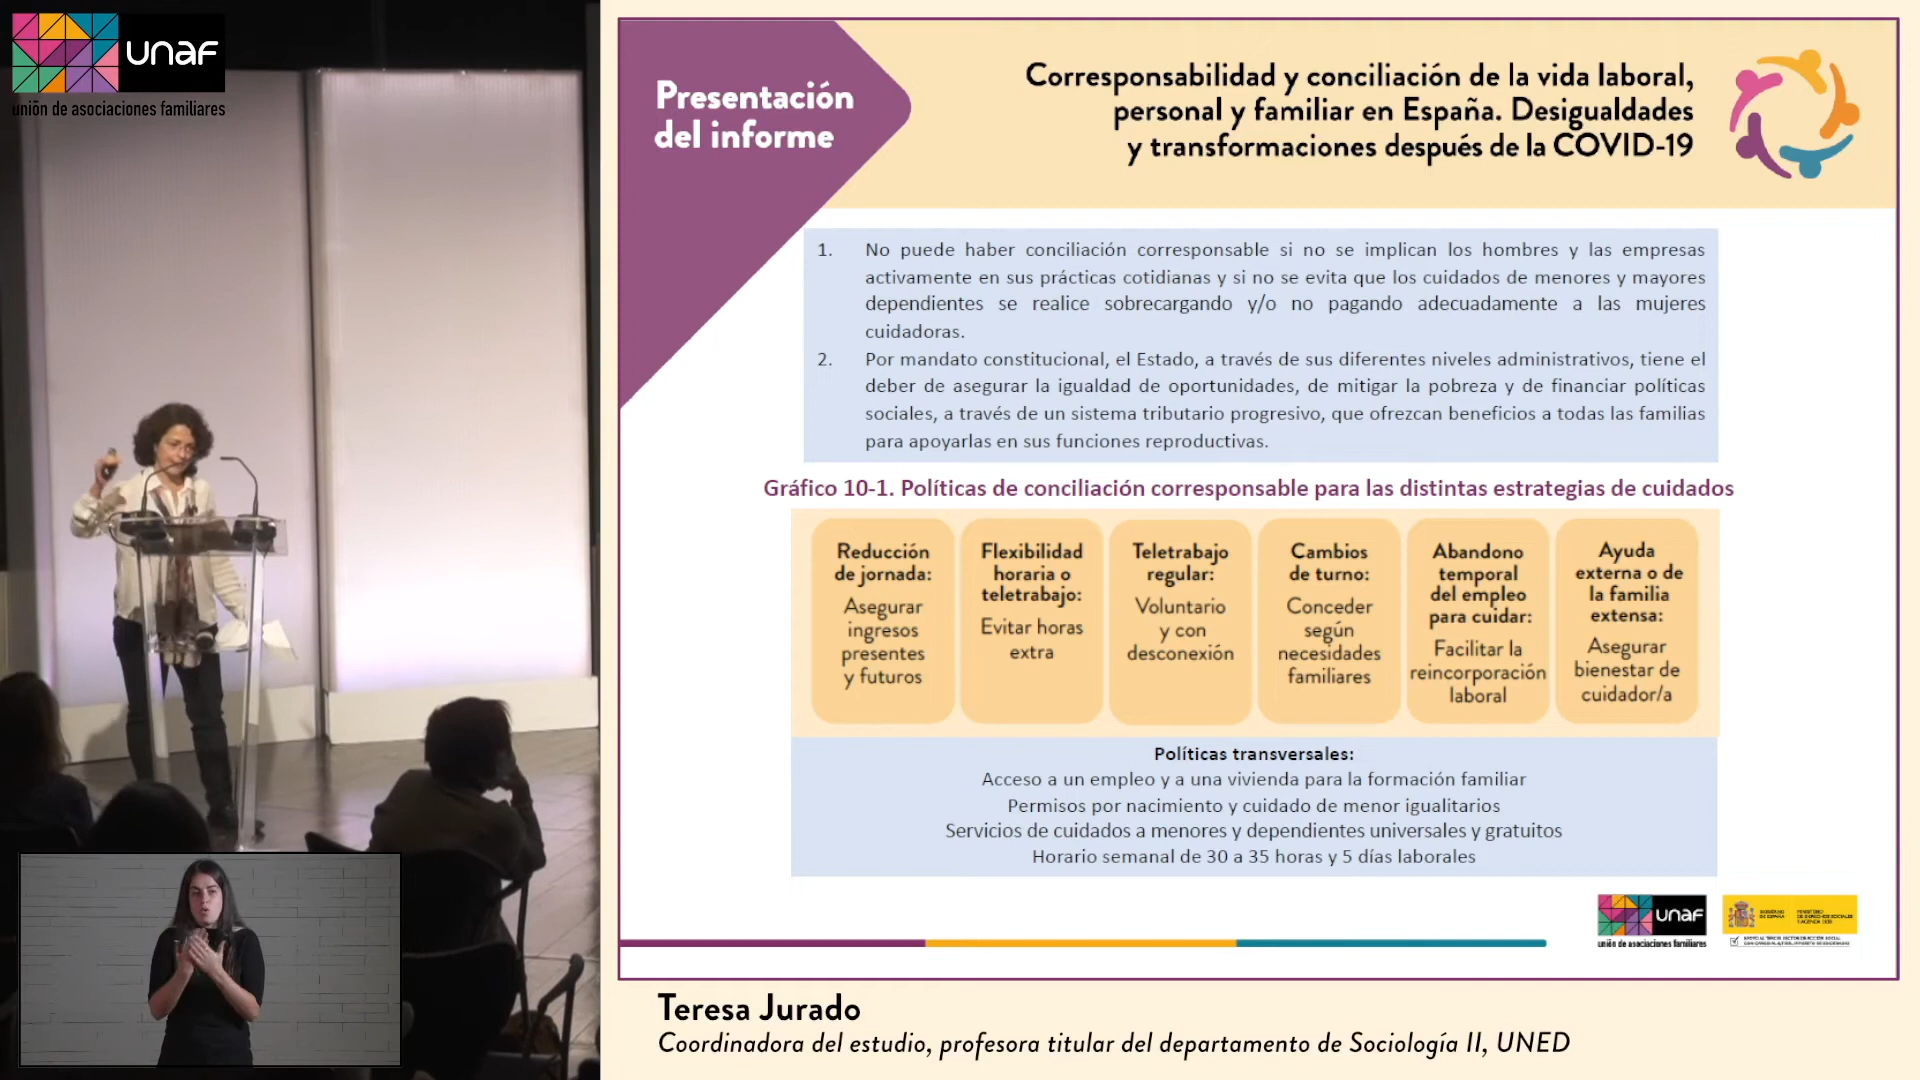 unaf
unión de asociaciones familiares
Presentación
del informe
Corresponsabilidad y conciliación de la vida laboral,
personal y familiar en España. Desigualdades
y transformaciones después de la COVID-19
1. No puede haber conciliación corresponsable si no se implican los hombres y las empresas
activamente en sus prácticas cotidianas y si no se evita que los cuidados de menores y mayores
dependientes se realice sobrecargando y/o no pagando adecuadamente a las mujeres
cuidadoras.
2. Por mandato constitucional, el Estado, a través de sus diferentes niveles administrativos, tiene el
deber de asegurar la igualdad de oportunidades, de mitigar la pobreza y de financiar políticas
sociales, a través de un sistema tributario progresivo, que ofrezcan beneficios a todas las familias
para apoyarlas en sus funciones reproductivas.
Gráfico 10-1. Políticas de conciliación corresponsable para las distintas estrategias de cuidados
Reducción
de jornada:
Asegurar
ingresos
presentes
y futuros
Flexibilidad
horaria o
teletrabajo:
Evitar horas
extra
Teletrabajo
regular:
Voluntario
y con
desconexión
Cambios
de turno:
Conceder
según
necesidades
familiares
Abandono
temporal
del empleo
para cuidar:
Facilitar la
reincorporación
laboral
Ayuda
externa o de
la familia
extensa:
Asegurar
bienestar de
cuidador/a
Políticas transversales:
Acceso a un empleo y a una vivienda para la formación familiar
Permisos por nacimiento y cuidado de menor igualitarios
Servicios de cuidados a menores y dependientes universales y gratuitos
Horario semanal de 30 a 35 horas y 5 días laborales
unaf
unión de asociaciones familiares
GOBIERNO
DE ESPAÑA
MINISTERIO
DE DERECHOS SOCIALES
Y AGENDA 2030
Teresa Jurado
Coordinadora del estudio, profesora titular del departamento de Sociología II, UNED